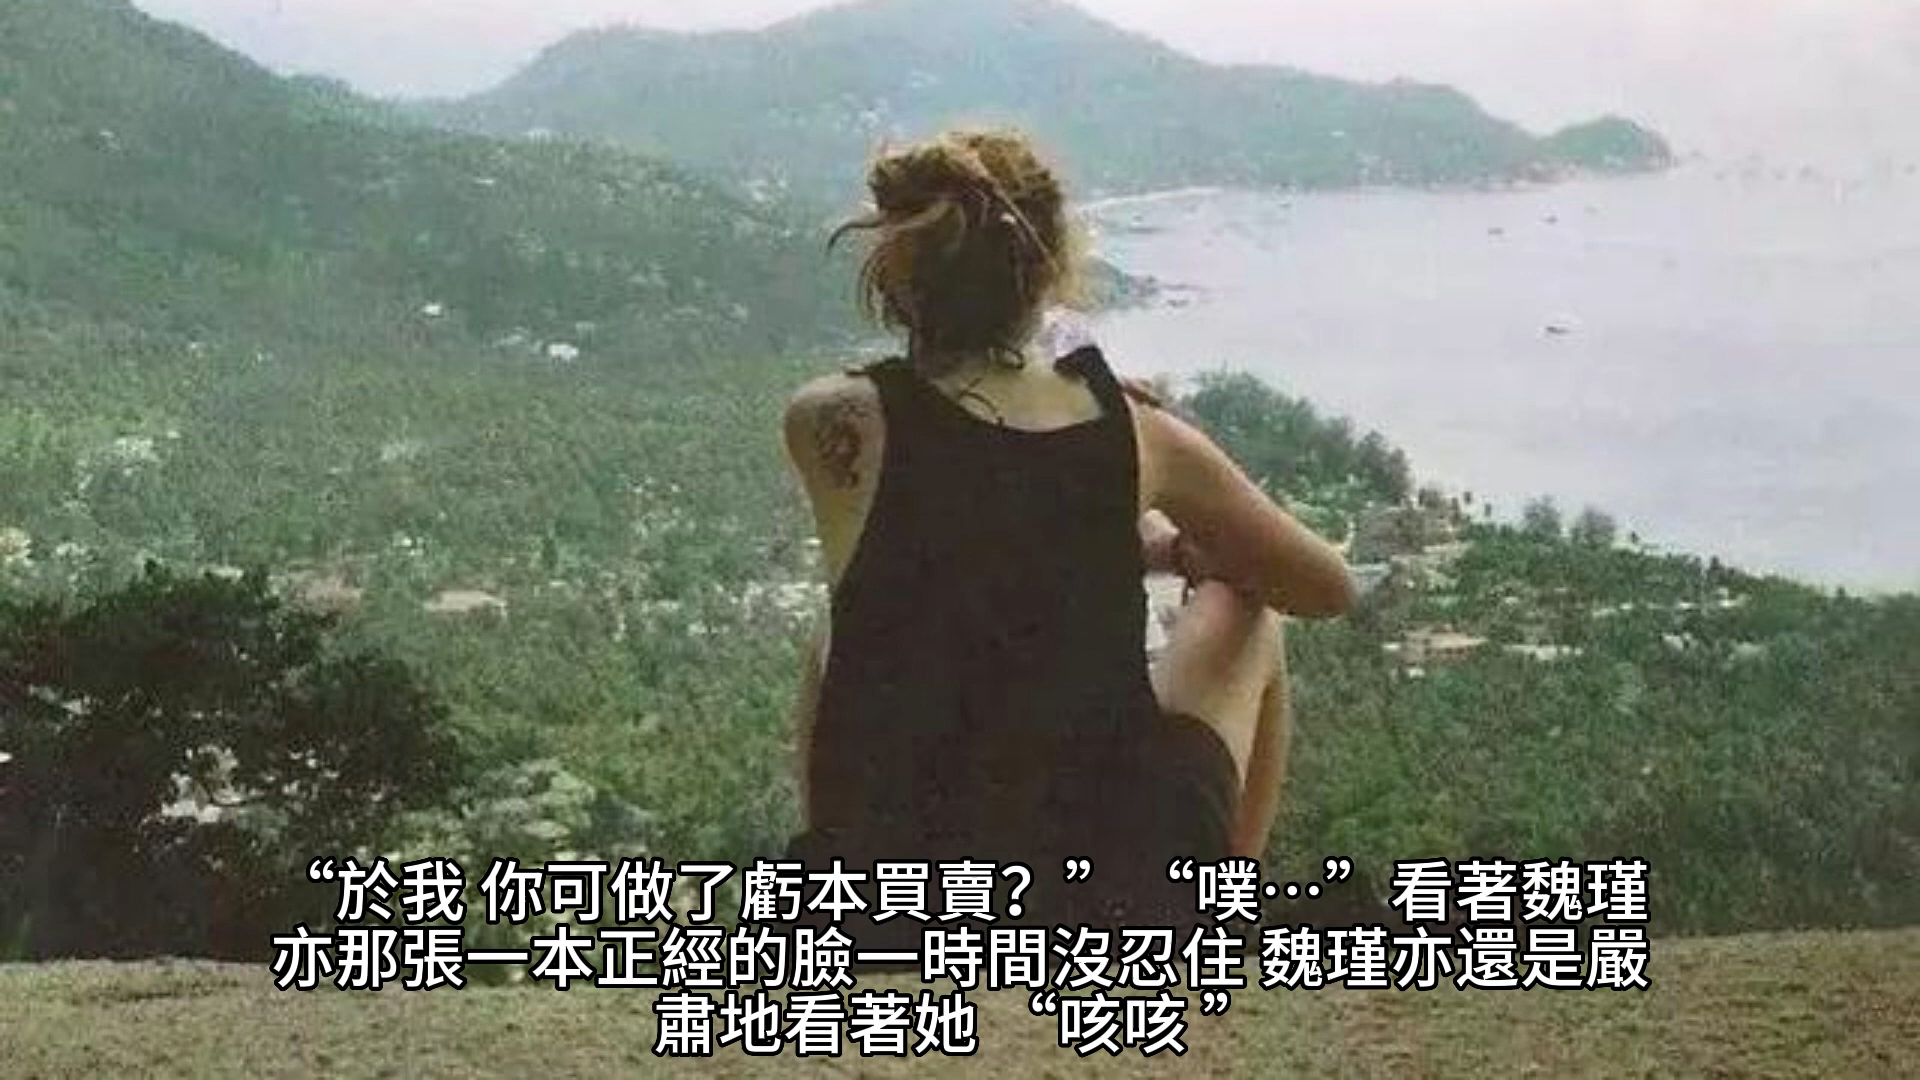 “於我 你可做了虧本買賣？” “噗…”看著魏瑾
亦那張一本正經的臉一時間沒忍住 魏瑾亦還是嚴
肅地看著她 “咳咳 ”